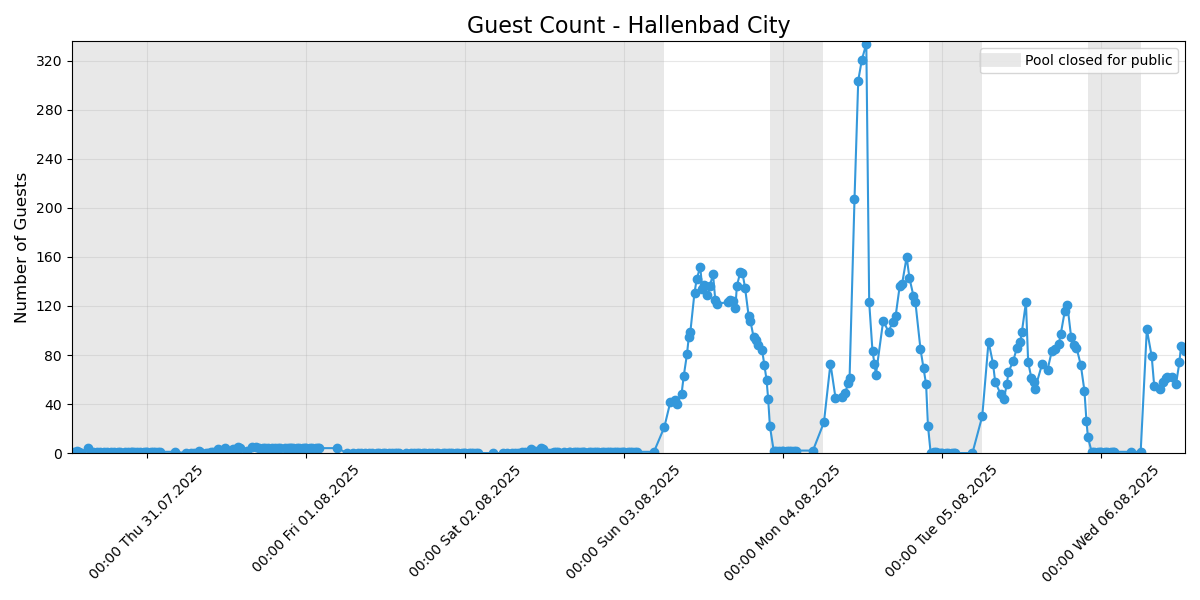 Guest Count - Hallenbad City
Pool closed for public
Number of Guests
320
280
240
200
160
120
80
40
0
00:00 Thu 31.07.2025
00:00 Fri 01.08.2025
00:00 Sat 02.08.2025
00:00 Sun 03.08.2025
00:00 Mon 04.08.2025
00:00 Tue 05.08.2025
00:00 Wed 06.08.2025